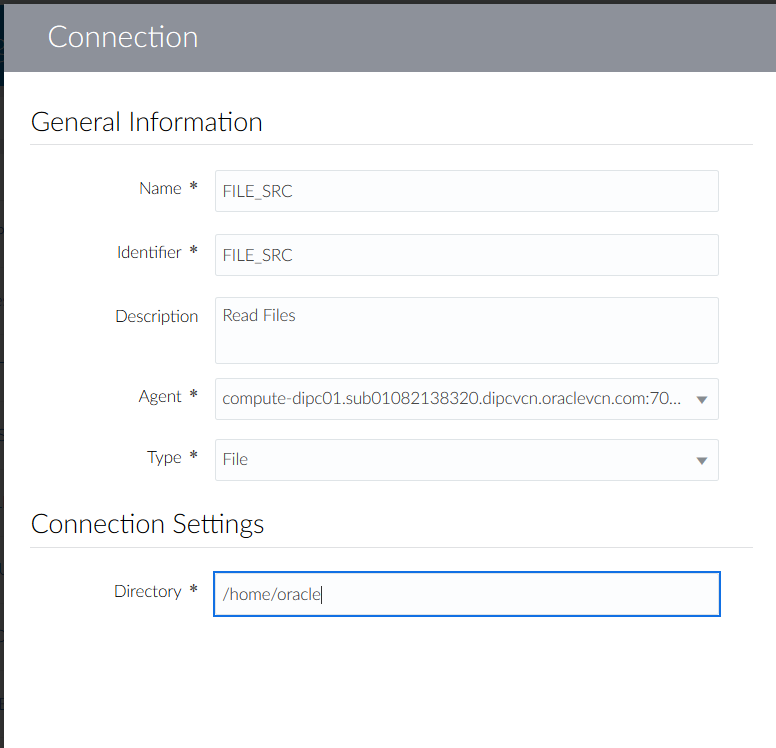 Connection
General Information
Name *
FILE_SRC
Identifier *
FILE_SRC
Description
Read Files
Agent *
compute-dipc01.sub01082138320.dipcvcn.oraclevcn.com:70...
Type *
File
Connection Settings
Directory *
/home/oracle